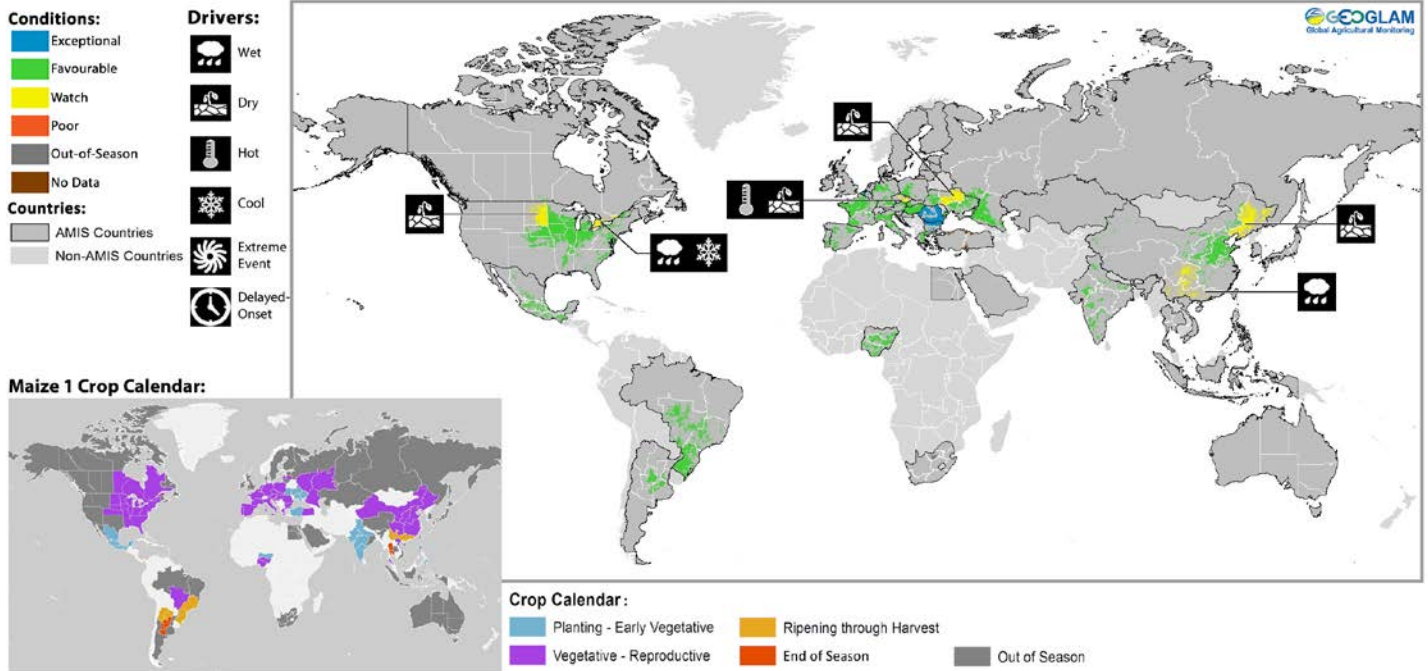 Conditions:
Exceptional
Favourable
Watch
Poor
Out-of-Season
No Data
Countries:
AMIS Countries
Non-AMIS Countries
Drivers:
Wet
Dry
Hot
Cool
Extreme
Event
Delayed-
Onset
GEOGLAM
Global Agricultural Monitoring
Maize 1 Crop Calendar:
Crop Calendar :
Planting - Early Vegetative
Ripening through Harvest
Vegetative - Reproductive
End of Season
Out of Season